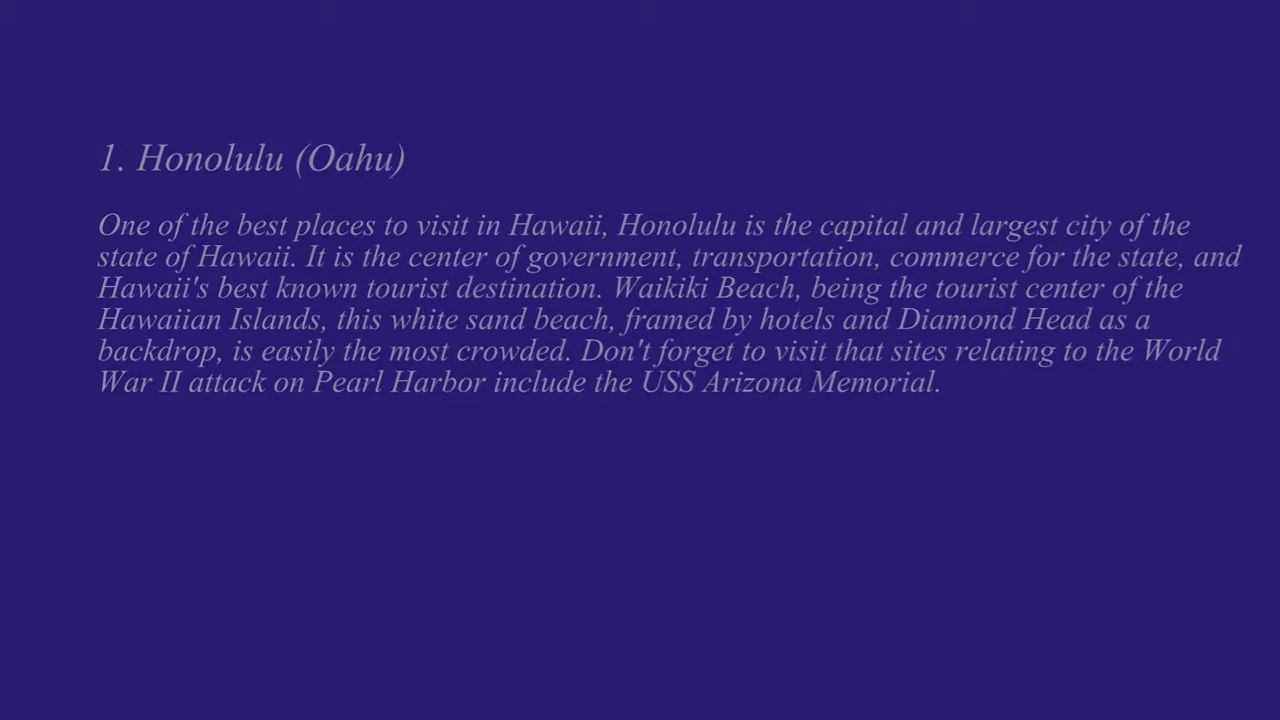 1. Honolulu (Oahu)
One of the best places to visit in Hawaii, Honolulu is the capital and largest city of the
state of Hawaii. It is the center of government, transportation, commerce for the state, and
Hawaii's best known tourist destination. Waikiki Beach, being the tourist center of the
Hawaiian Islands, this white sand beach, framed by hotels and Diamond Head as a
backdrop, is easily the most crowded. Don't forget to visit that sites relating to the World
War II attack on Pearl Harbor include the USS Arizona Memorial.